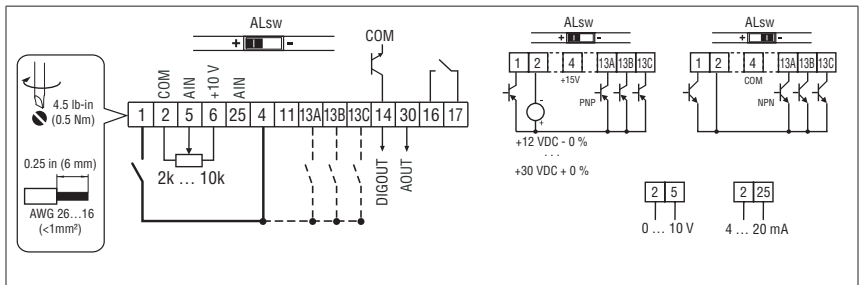 ALsw
+ -
COM
4.5 lb-in
(0.5 Nm)
0.25 in (6 mm)
AWG 26…16
(<1mm²)
COM
AIN
+10 V
AIN
1 2 5 6 25 4 11 13A 13B 13C 14 30 16 17
2k … 10k
DIGOUT
AOUT
ALsw
+ -
1 2 4 13A 13B 13C
+15V
PNP
-
+
+12 VDC - 0 %
...
+30 VDC + 0 %
ALsw
+ -
1 2 4 13A 13B 13C
COM
NPN
2 5
0 … 10 V
2 25
4 … 20 mA